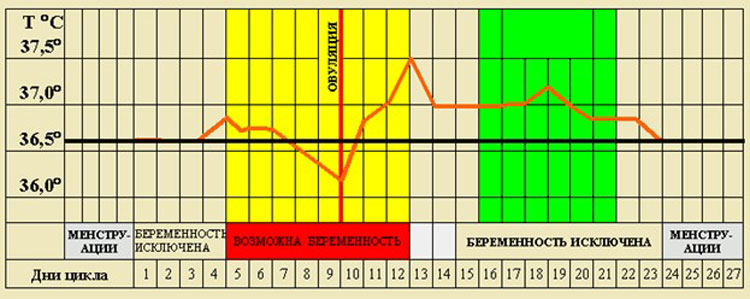 Т °С
37,5°
37,0°
36,5°
36,0°
ОВУЛЯЦИЯ
МЕНСТРУ-
АЦИИ
БЕРЕМЕННОСТЬ
ИСКЛЮЧЕНА
ВОЗМОЖНА БЕРЕМЕННОСТЬ
БЕРЕМЕННОСТЬ ИСКЛЮЧЕНА
МЕНСТРУ-
АЦИИ
Дни цикла 1 2 3 4 5 6 7 8 9 10 11 12 13 14 15 16 17 18 19 20 21 22 23 24 25 26 27